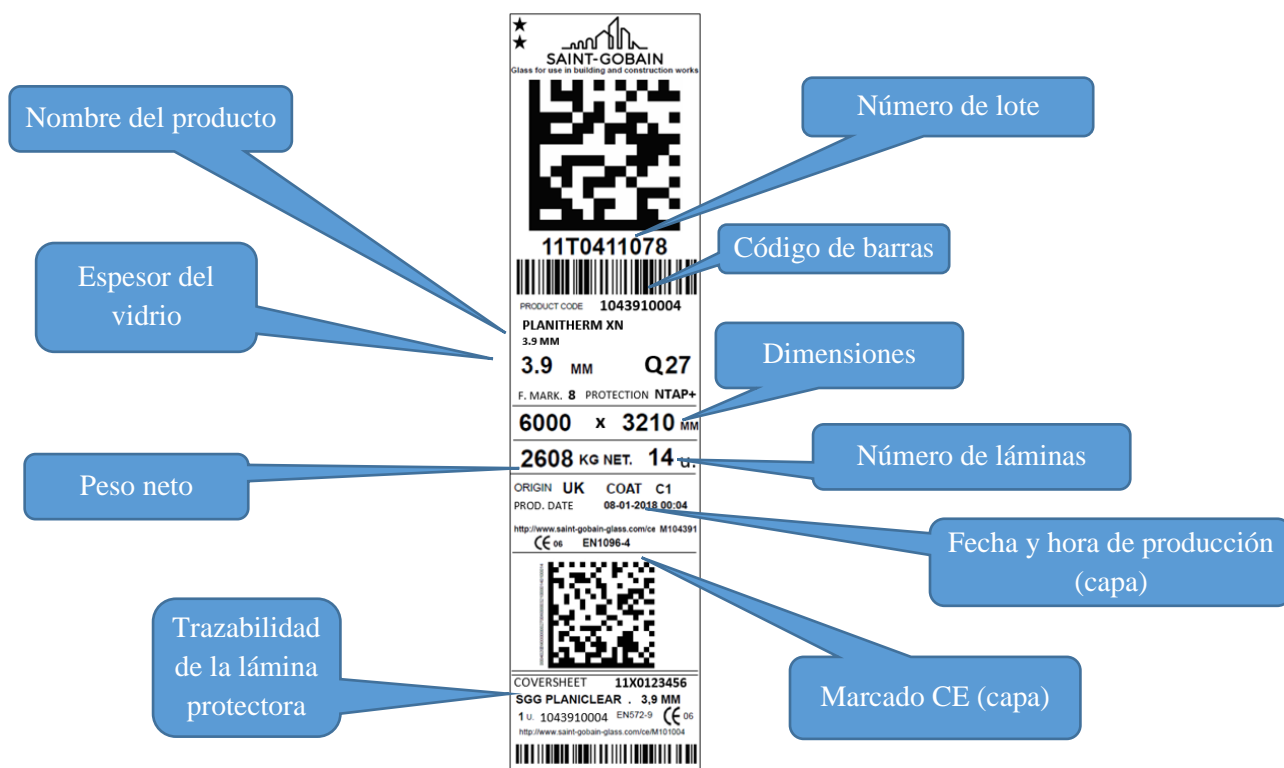 SAINT-GOBAIN
Glass for use in building and construction works
Nombre del producto
Número de lote
11T0411078
Código de barras
Espesor del
vidrio
PRODUCT CODE 1043910004
PLANITHERM XN
3.9 MM
3.9 MM Q27
Dimensiones
F. MARK. 8 PROTECTION NTAP+
6000 x 3210 MM
Número de láminas
2608 KG NET. 14 u.
Peso neto
ORIGIN UK COAT C1
PROD. DATE 08-01-2018 00:04
Fecha y hora de producción
(capa)
http://www.saint-gobain-glass.com/ce M104391
CE 06 EN1096-4
Trazabilidad
de la lámina
protectora
Marcado CE (capa)
COVERSHEET 11X0123456
SGG PLANICLEAR . 3,9 MM
1 U. 1043910004 EN572-9 CE 06
http://www.saint-gobain-glass.com/ce/M101004